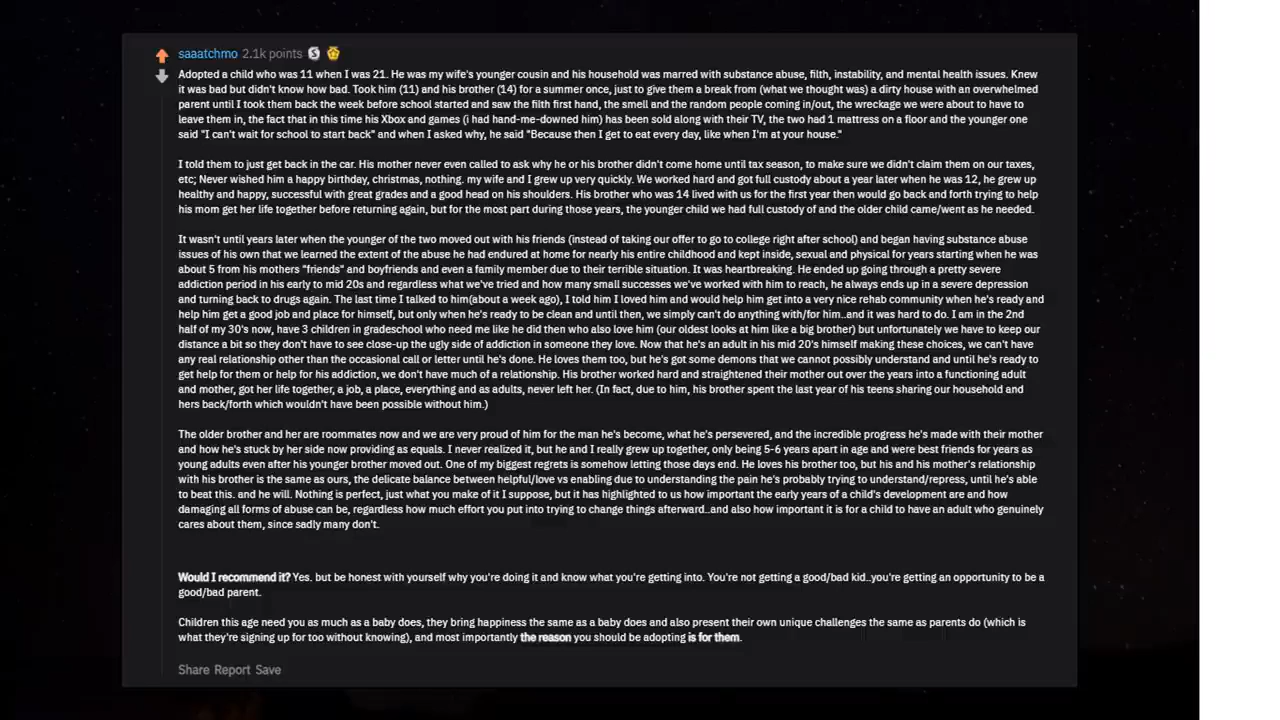 saaatchmo 2.1k points
Adopted a child who was 11 when I was 21. He was my wife's younger cousin and his household was marred with substance abuse, filth, instability, and mental health issues. Knew
it was bad but didn't know how bad. Took him (11) and his brother (14) for a summer once, just to give them a break from (what we thought was) a dirty house with an overwhelmed
parent until I took them back the week before school started and saw the filth first hand, the smell and the random people coming in/out, the wreckage we were about to have to
leave them in, the fact that in this time his Xbox and games (i had hand-me-downed him) has been sold along with their TV, the two had 1 mattress on a floor and the younger one
said "I can't wait for school to start back" and when I asked why, he said "Because then I get to eat every day, like when I'm at your house."
I told them to just get back in the car. His mother never even called to ask why he or his brother didn't come home until tax season, to make sure we didn't claim them on our taxes,
etc; Never wished him a happy birthday, christmas, nothing. my wife and I grew up very quickly. We worked hard and got full custody about a year later when he was 12, he grew up
healthy and happy, successful with great grades and a good head on his shoulders. His brother who was 14 lived with us for the first year then would go back and forth trying to help
his mom get her life together before returning again, but for the most part during those years, the younger child we had full custody of and the older child came/went as he needed.
It wasn't until years later when the younger of the two moved out with his friends (instead of taking our offer to go to college right after school) and began having substance abuse
issues of his own that we learned the extent of the abuse he had endured at home for nearly his entire childhood and kept inside, sexual and physical for years starting when he was
about 5 from his mothers "friends" and boyfriends and even a family member due to their terrible situation. It was heartbreaking. He ended up going through a pretty severe
addiction period in his early to mid 20s and regardless what we've tried and how many small successes we've worked with him to reach, he always ends up in a severe depression
and turning back to drugs again. The last time I talked to him(about a week ago), I told him I loved him and would help him get into a very nice rehab community when he's ready and
help him get a good job and place for himself, but only when he's ready to be clean and until then, we simply can't do anything with/for him..and it was hard to do. I am in the 2nd
half of my 30's now, have 3 children in gradeschool who need me like he did then who also love him (our oldest looks at him like a big brother) but unfortunately we have to keep our
distance a bit so they don't have to see close-up the ugly side of addiction in someone they love. Now that he's an adult in his mid 20's himself making these choices, we can't have
any real relationship other than the occasional call or letter until he's done. He loves them too, but he's got some demons that we cannot possibly understand and until he's ready to
get help for them or help for his addiction, we don't have much of a relationship. His brother worked hard and straightened their mother out over the years into a functioning adult
and mother, got her life together, a job, a place, everything and as adults, never left her. (In fact, due to him, his brother spent the last year of his teens sharing our household and
hers back/forth which wouldn't have been possible without him.)
The older brother and her are roommates now and we are very proud of him for the man he's become, what he's persevered, and the incredible progress he's made with their mother
and how he's stuck by her side now providing as equals. I never realized it, but he and I really grew up together, only being 5-6 years apart in age and were best friends for years as
young adults even after his younger brother moved out. One of my biggest regrets is somehow letting those days end. He loves his brother too, but his and his mother's relationship
with his brother is the same as ours, the delicate balance between helpful/love vs enabling due to understanding the pain he's probably trying to understand/repress, until he's able
to beat this. and he will. Nothing is perfect, just what you make of it I suppose, but it has highlighted to us how important the early years of a child's development are and how
damaging all forms of abuse can be, regardless how much effort you put into trying to change things afterward..and also how important it is for a child to have an adult who genuinely
cares about them, since sadly many don't.
Would I recommend it? Yes. but be honest with yourself why you're doing it and know what you're getting into. You're not getting a good/bad kid..you're getting an opportunity to be a
good/bad parent.
Children this age need you as much as a baby does, they bring happiness the same as a baby does and also present their own unique challenges the same as parents do (which is
what they're signing up for too without knowing), and most importantly the reason you should be adopting is for them.
Share Report Save